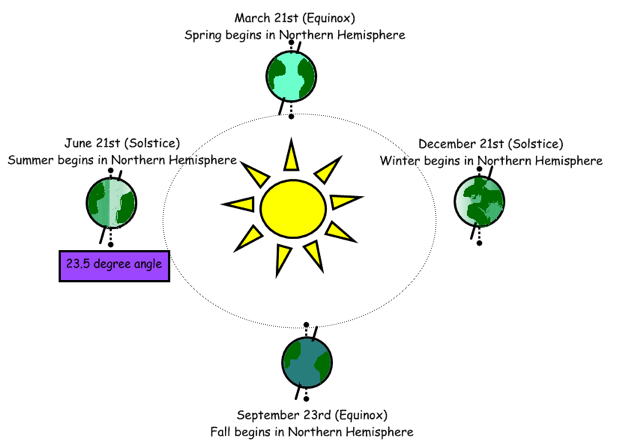 March 21st (Equinox)
Spring begins in Northern Hemisphere
June 21st (Solstice)
Summer begins in Northern Hemisphere
December 21st (Solstice)
Winter begins in Northern Hemisphere
23.5 degree angle
September 23rd (Equinox)
Fall begins in Northern Hemisphere